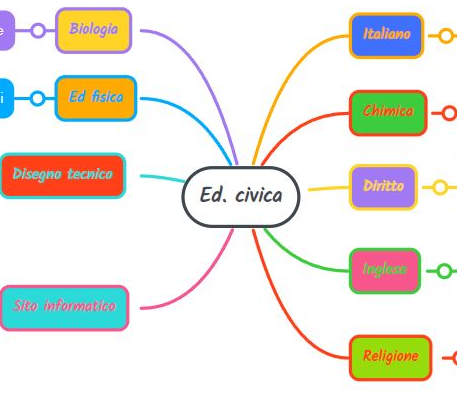 e
Biologia
i
Ed fisica
Disegno tecnico
Sito informatico
Ed. civica
Italiano
Chimica
Diritto
Inglese
Religione